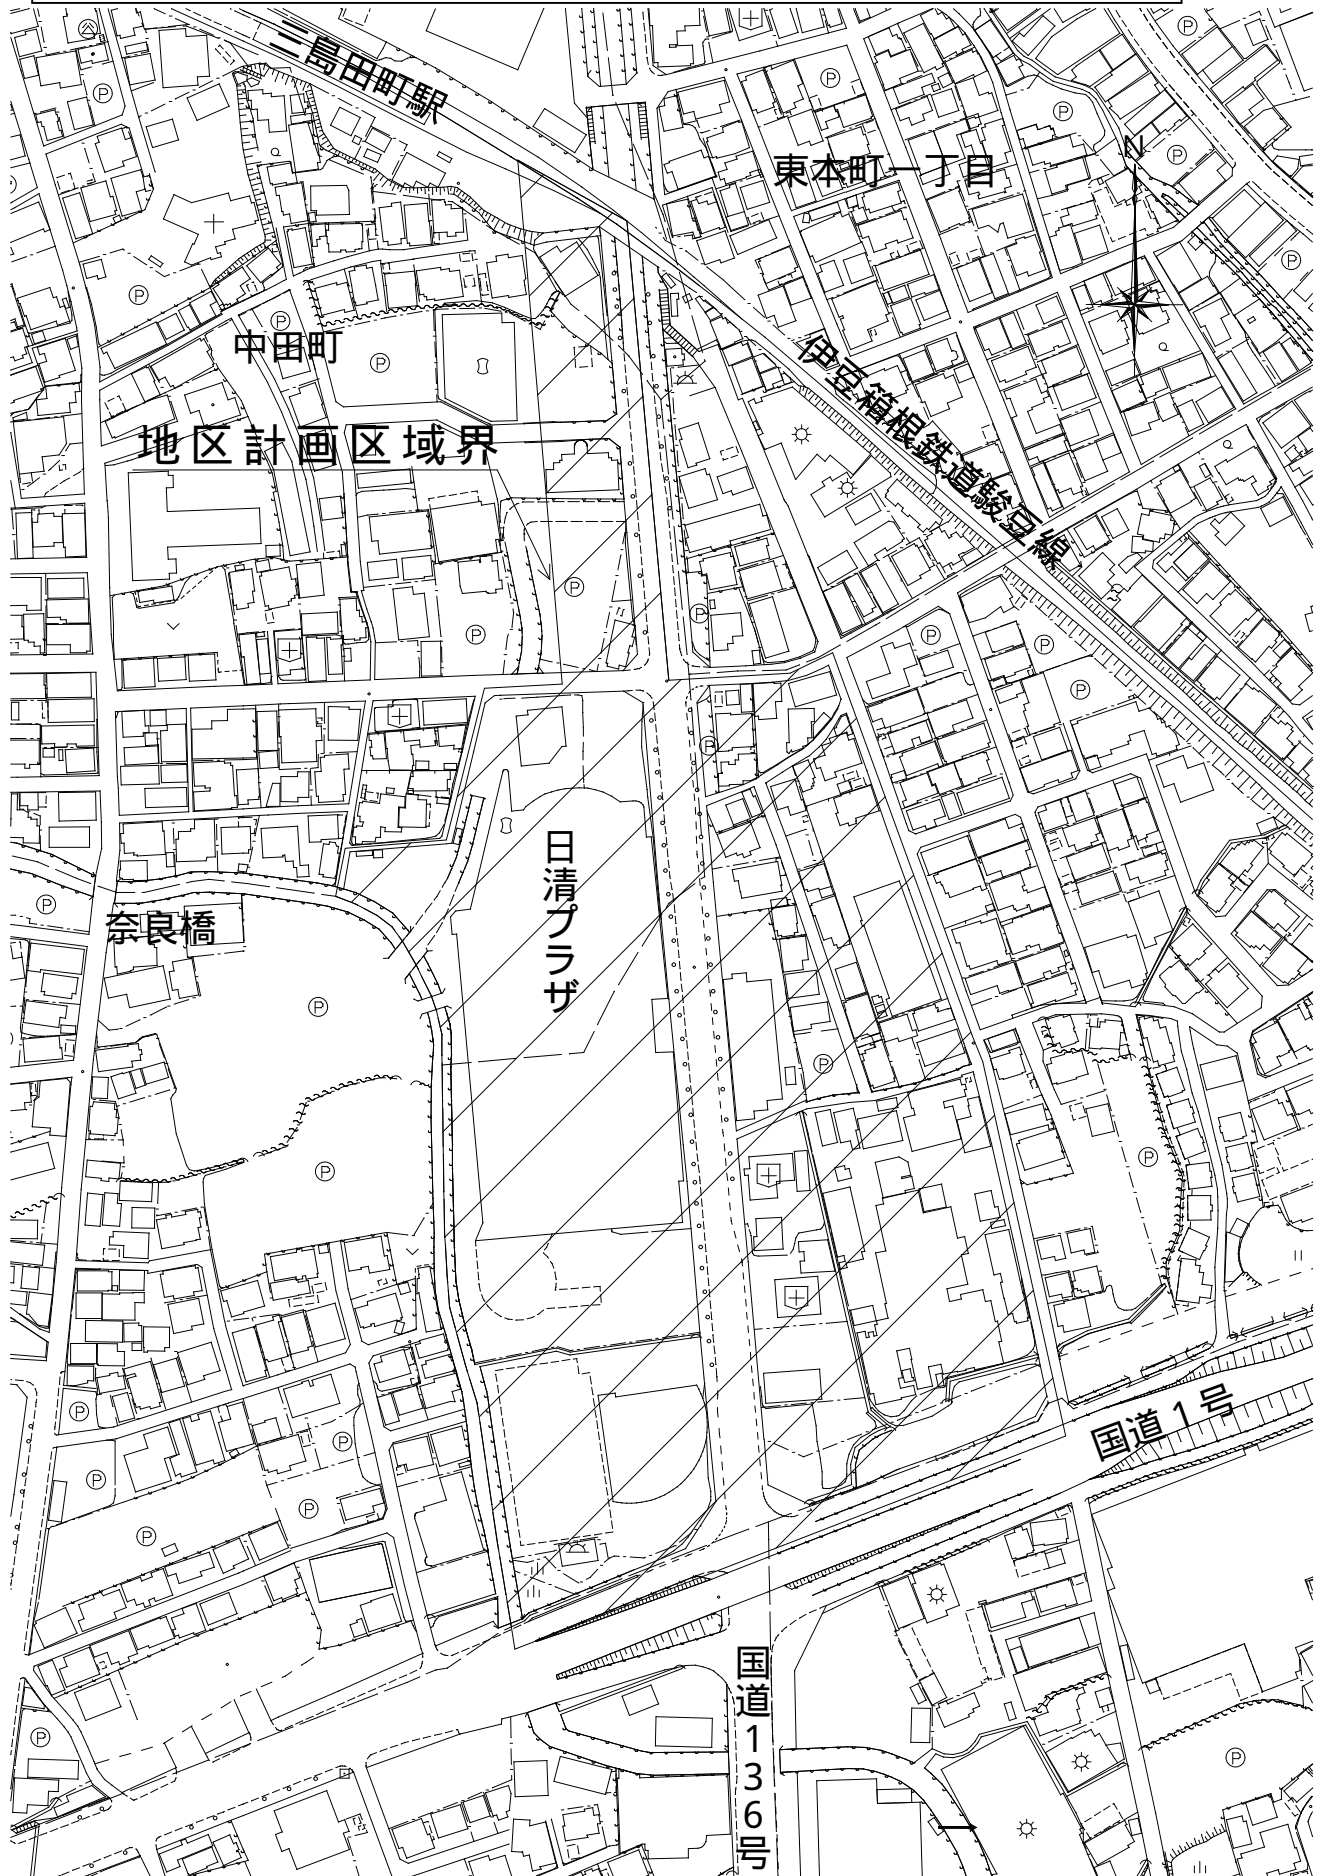 三島田町駅
N
東本町一丁目
中田町
伊豆箱根鉄道駿豆線
地区計画区域界
日清プラザ
奈良橋
国道1号
国道136号